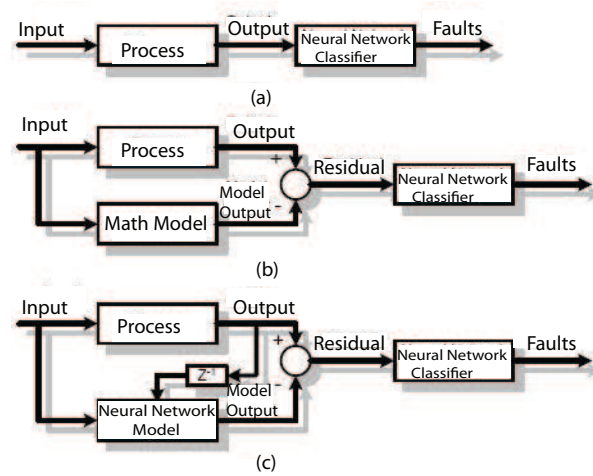 Input
Process
Output
Neural Network
Classifier
Faults
(a)
Input
Process
Output
+
Residual
Neural Network
Classifier
Faults
Math Model
Model
Output
-
(b)
Input
Process
Output
+
Residual
Neural Network
Classifier
Faults
Z-1
Neural Network
Model
Model
Output
-
(c)